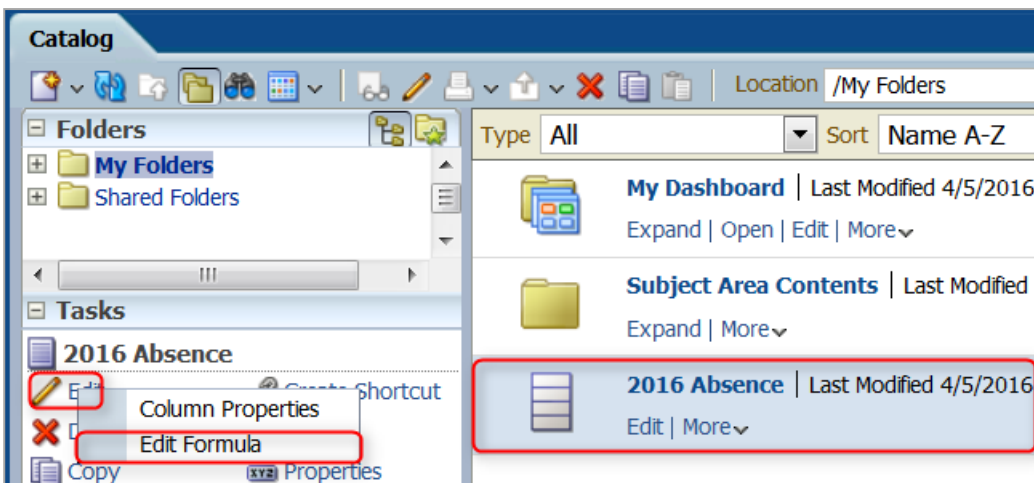 Catalog
Location /My Folders
Folders
My Folders
Shared Folders
Type All Sort Name A-Z
My Dashboard | Last Modified 4/5/2016
Expand | Open | Edit | More
Subject Area Contents | Last Modified
Expand | More
2016 Absence | Last Modified 4/5/2016
Edit | More
Tasks
2016 Absence
Shortcut
Column Properties
Edit Formula
Copy
XYZ Properties